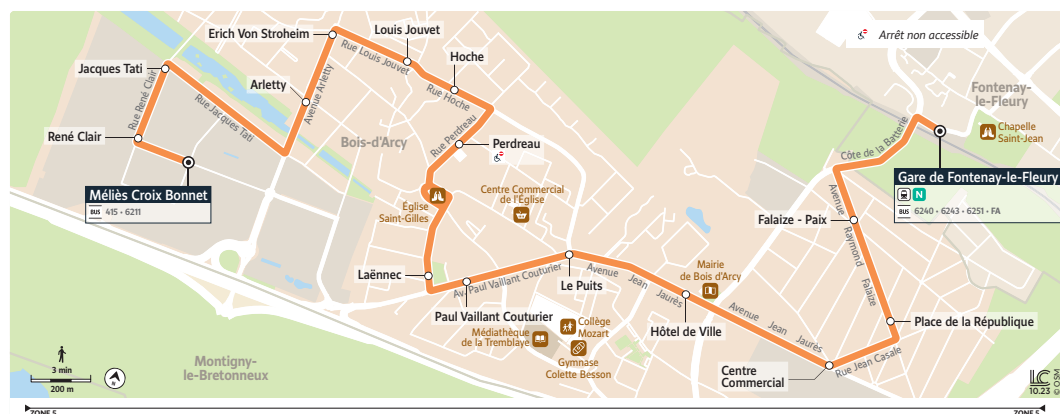 Erich Von Stroheim
Louis Jouvet
Arrêt non accessible
Rue Louis Jouvet
Hoche
Jacques Tati
Arletty
Avenue Arletty
Rue Hoche
Rue René Clair
Rue Jacques Tati
Fontenay-
le-Fleury
René Clair
Bois-d'Arcy
Rue Perdreau
Perdreau
Côte de la Batterie
Chapelle
Saint-Jean
Méliès Croix Bonnet
BUS 415 • 6211
Gare de Fontenay-le-Fleury
N
BUS 6240 • 6243 • 6251 • FA
Église
Saint-Gilles
Centre Commercial
de l'Église
Falaize - Paix
Avenue Raymond Falaize
Laënnec
Av. Paul Vaillant Couturier
Le Puits
Avenue Jean Jaurès
Mairie
de Bois d'Arcy
Paul Vaillant Couturier
Hôtel de Ville
Avenue Jean Jaurès
Place de la République
Médiathèque
de la Tremblaye
Collège
Mozart
Gymnase
Colette Besson
Centre
Commercial
Rue Jean Casale
Montigny-
le-Bretonneux
3 min
200 m
N
LC
10.23
© OSM
ZONE 5
ZONE 5